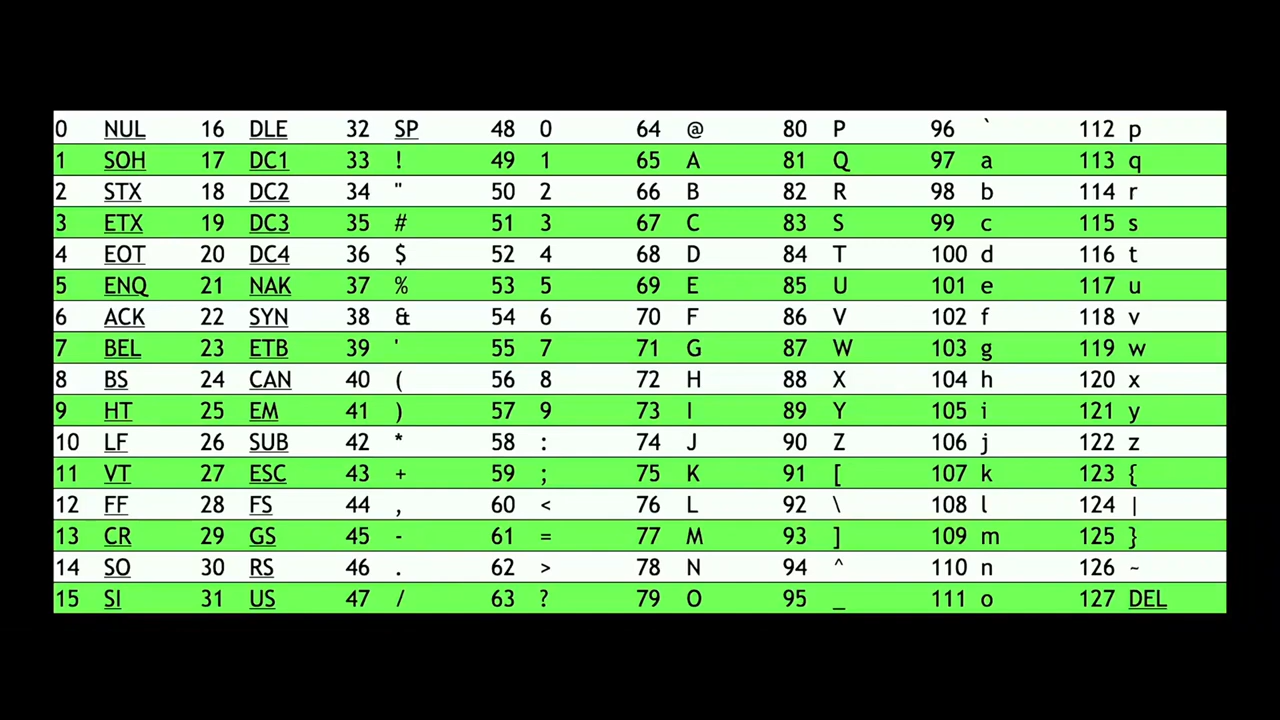 0 NUL 16 DLE 32 SP 48 0 64 @ 80 P 96 ` 112 p
1 SOH 17 DC1 33 ! 49 1 65 A 81 Q 97 a 113 q
2 STX 18 DC2 34 " 50 2 66 B 82 R 98 b 114 r
3 ETX 19 DC3 35 # 51 3 67 C 83 S 99 c 115 s
4 EOT 20 DC4 36 $ 52 4 68 D 84 T 100 d 116 t
5 ENQ 21 NAK 37 % 53 5 69 E 85 U 101 e 117 u
6 ACK 22 SYN 38 & 54 6 70 F 86 V 102 f 118 v
7 BEL 23 ETB 39 ' 55 7 71 G 87 W 103 g 119 w
8 BS 24 CAN 40 ( 56 8 72 H 88 X 104 h 120 x
9 HT 25 EM 41 ) 57 9 73 I 89 Y 105 i 121 y
10 LF 26 SUB 42 * 58 : 74 J 90 Z 106 j 122 z
11 VT 27 ESC 43 + 59 ; 75 K 91 [ 107 k 123 {
12 FF 28 FS 44 , 60 < 76 L 92 \ 108 l 124 |
13 CR 29 GS 45 - 61 = 77 M 93 ] 109 m 125 }
14 SO 30 RS 46 . 62 > 78 N 94 ^ 110 n 126 ~
15 SI 31 US 47 / 63 ? 79 O 95 _ 111 o 127 DEL